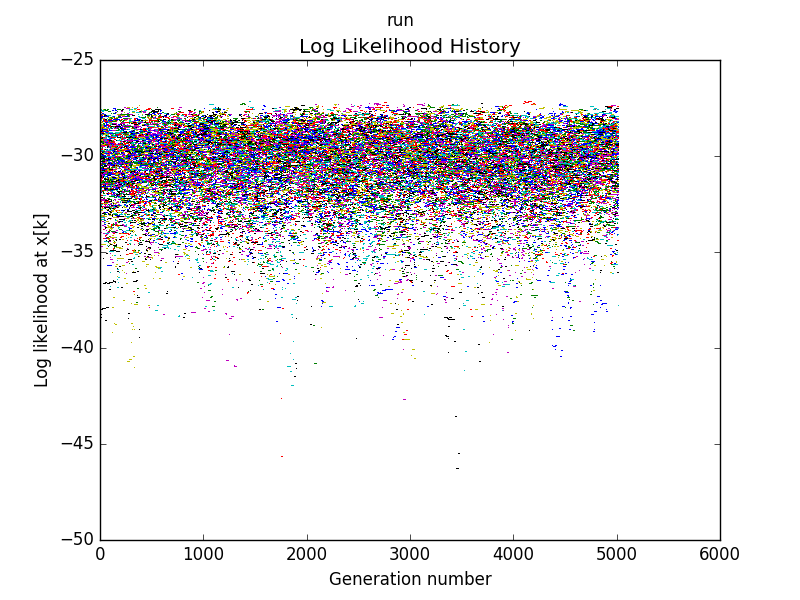 run
Log Likelihood History
Log likelihood at x[k]
−25
−30
−35
−40
−45
−50
0 1000 2000 3000 4000 5000 6000
Generation number